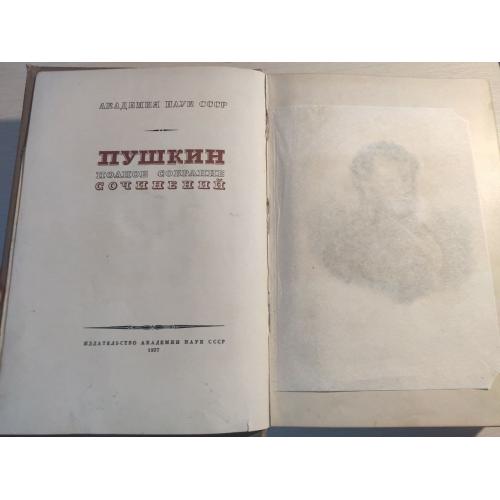 АКАДЕМИЯ НАУК СССР
ПУШКИН
ПОЛНОЕ СОБРАНИЕ
СОЧИНЕНИЙ
ИЗДАТЕЛЬСТВО АКАДЕМИИ НАУК СССР
1937